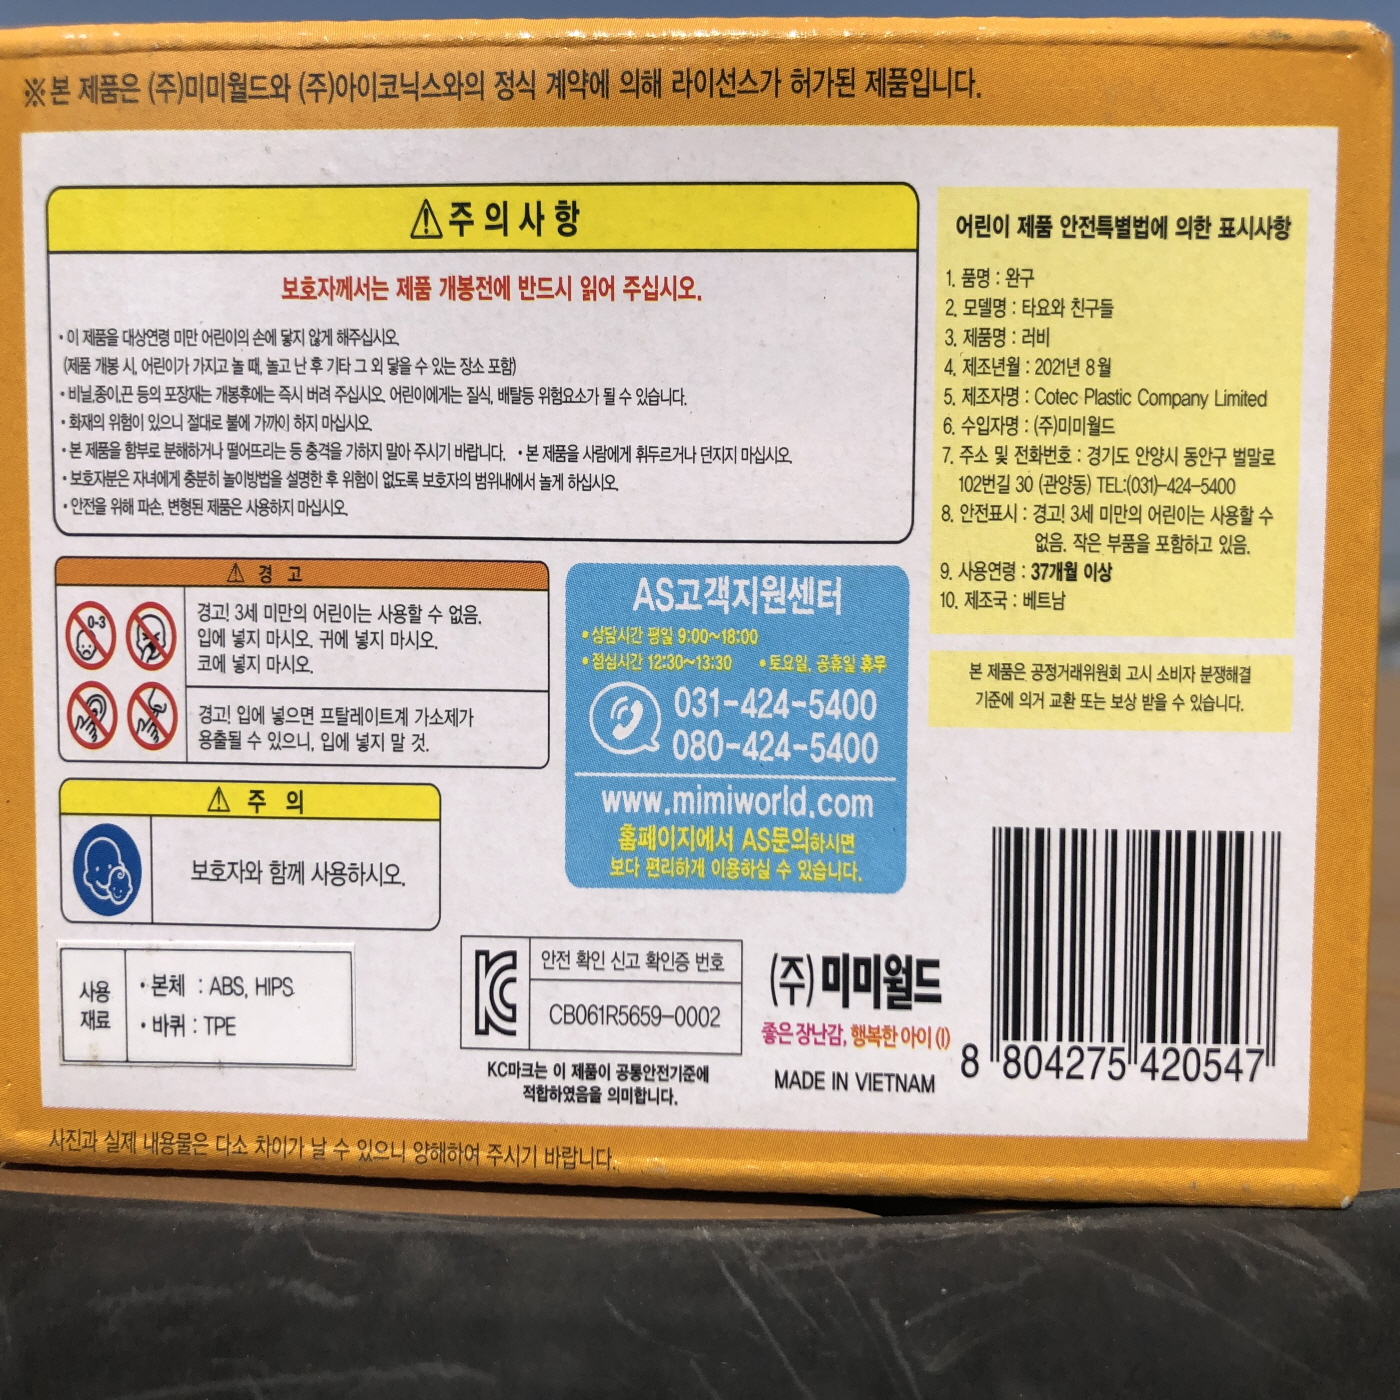 ※본 제품은 (주)미미월드와 (주)아이코닉스와의 정식 계약에 의해 라이선스가 허가된 제품입니다.
⚠주의사항
보호자께서는 제품 개봉전에 반드시 읽어 주십시오.
•이 제품을 대상연령 미만 어린이의 손에 닿지 않게 해주십시오.
(제품 개봉 시, 어린이가 가지고 놀 때, 놀고 난 후 기타 그 외 닿을 수 있는 장소 포함)
•비닐,종이,끈 등의 포장재는 개봉후에는 즉시 버려 주십시오. 어린이에게는 질식, 배탈등 위험요소가 될 수 있습니다.
•화재의 위험이 있으니 절대로 불에 가까이 하지 마십시오.
•본 제품을 함부로 분해하거나 떨어뜨리는 등 충격을 가하지 말아 주시기 바랍니다. •본 제품을 사람에게 휘두르거나 던지지 마십시오.
•보호자분은 자녀에게 충분히 놀이방법을 설명한 후 위험이 없도록 보호자의 범위내에서 놀게 하십시오.
•안전을 위해 파손, 변형된 제품은 사용하지 마십시오.
어린이 제품 안전특별법에 의한 표시사항
1. 품명 : 완구
2. 모델명 : 타요와 친구들
3. 제품명 : 러비
4. 제조년월 : 2021년 8월
5. 제조자명 : Cotec Plastic Company Limited
6. 수입자명 : (주)미미월드
7. 주소 및 전화번호 : 경기도 안양시 동안구 벌말로
102번길 30 (관양동) TEL:(031)-424-5400
8. 안전표시 : 경고! 3세 미만의 어린이는 사용할 수
없음. 작은 부품을 포함하고 있음.
9. 사용연령 : 37개월 이상
10. 제조국 : 베트남
본 제품은 공정거래위원회 고시 소비자 분쟁해결
기준에 의거 교환 또는 보상 받을 수 있습니다.
⚠ 경 고
0-3
경고! 3세 미만의 어린이는 사용할 수 없음.
입에 넣지 마시오. 귀에 넣지 마시오.
코에 넣지 마시오.
경고! 입에 넣으면 프탈레이트계 가소제가
용출될 수 있으니, 입에 넣지 말 것.
⚠ 주 의
보호자와 함께 사용하시오.
AS고객지원센터
•상담시간 평일 9:00~18:00
•점심시간 12:30~13:30 •토요일, 공휴일 휴무
031-424-5400
080-424-5400
www.mimiworld.com
홈페이지에서 AS문의하시면
보다 편리하게 이용하실 수 있습니다.
사용
재료
•본체 : ABS, HIPS
•바퀴 : TPE
KC
안전 확인 신고 확인증 번호
CB061R5659-0002
KC마크는 이 제품이 공통안전기준에
적합하였음을 의미합니다.
(주) 미미월드
좋은 장난감, 행복한 아이 (!)
MADE IN VIETNAM
8 804275 420547
사진과 실제 내용물은 다소 차이가 날 수 있으니 양해하여 주시기 바랍니다.